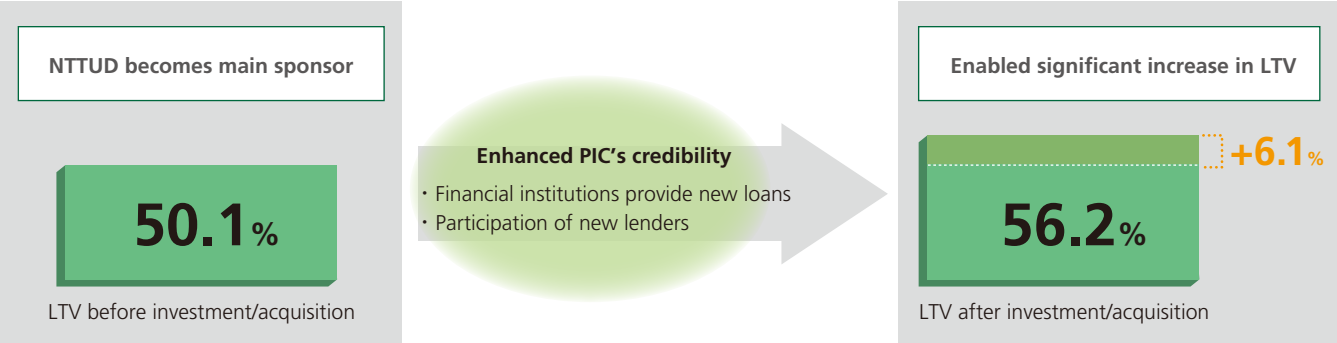 NTTUD becomes main sponsor
50.1%
LTV before investment/acquisition
Enhanced PIC's credibility
・Financial institutions provide new loans
・Participation of new lenders
Enabled significant increase in LTV
+6.1%
56.2%
LTV after investment/acquisition